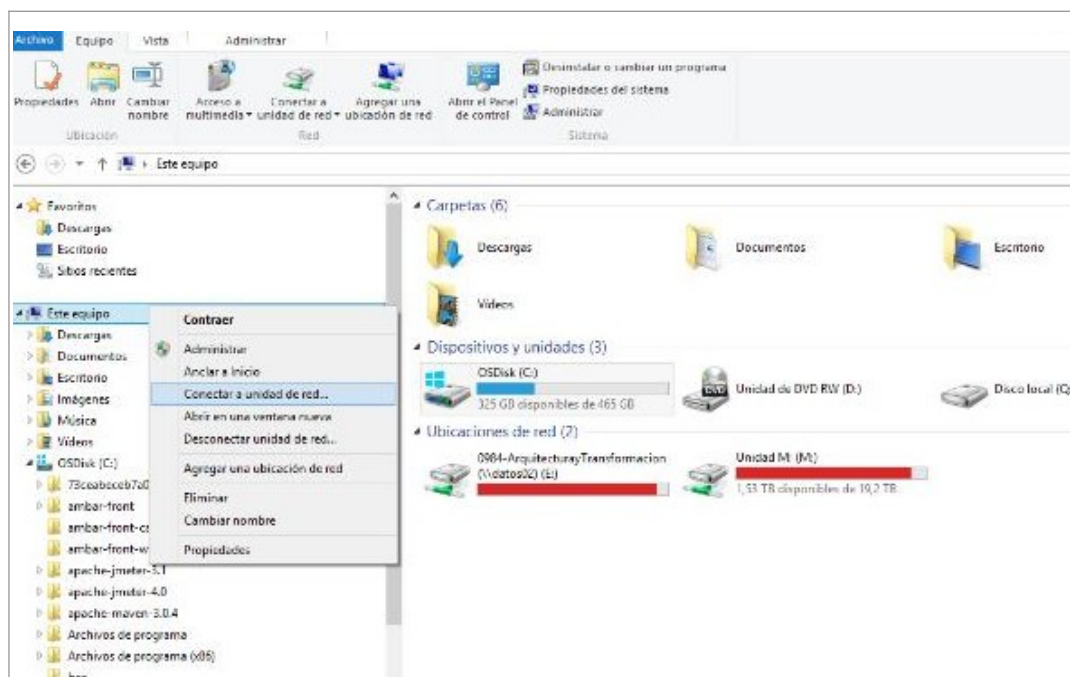 Archivo Equipo Vista Administrar
Propiedades Abrir Cambiar nombre
Acceso a multimedia Conectar a unidad de red Agregar una ubicación de red
Abrir el Panel de control
Desinstalar o cambiar un programa
Propiedades del sistema
Administrar
Ubicación Red Sistema
Este equipo
Favoritos
Descargas
Escritorio
Sitios recientes
Este equipo
Descargas
Documentos
Escritorio
Imágenes
Música
Vídeos
OSDisk (C:)
ambar-front
apache-jmeter-3.1
apache-jmeter-4.0
apache-maven-3.0.4
Archivos de programa
Archivos de programa (x86)
Contraer
Administrar
Anclar a Inicio
Conectar a unidad de red...
Abrir en una ventana nueva
Desconectar unidad de red...
Agregar una ubicación de red
Eliminar
Cambiar nombre
Propiedades
Carpetas (6)
Descargas Documentos Escritorio
Vídeos
Dispositivos y unidades (3)
OSDisk (C:)
325 GB disponibles de 465 GB
Unidad de DVD RW (D:)
Disco local (Q:
Ubicaciones de red (2)
0984-ArquitecturayTransformacion
(\\datos02) (E:)
Unidad M: (M:)
1,53 TB disponibles de 19,2 TB